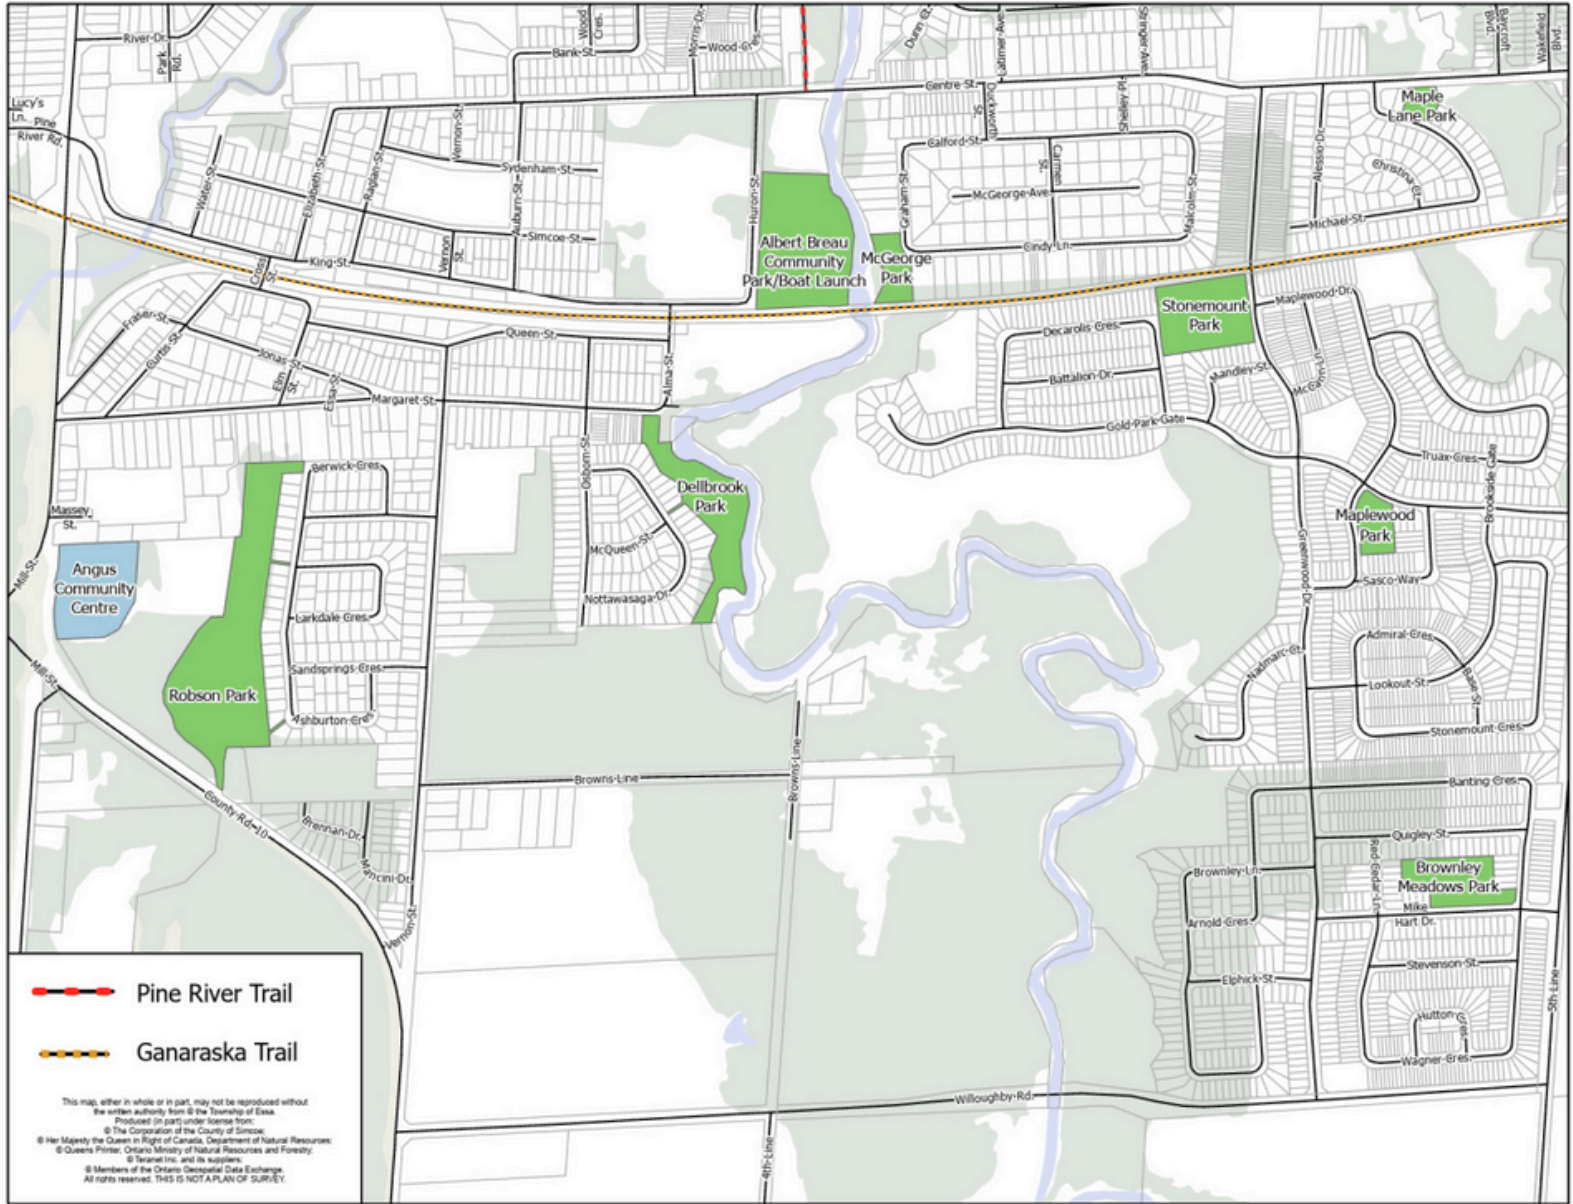 River Dr.
Park
Rd.
Wood
Cres.
Bank St.
Morris Dr.
Wood Cres.
Dunn Ct.
Latimer Ave.
Stringer Ave.
Baycroft
Blvd.
Wakefield
Blvd.
Centre St.
Lucy's
Ln.
Pine
River Rd.
Water St.
Elizabeth St.
Raglan St.
Vernon St.
Sydenham St.
Auburn St.
Simcoe St.
Vernon
St.
King St.
Cross
St.
Huron St.
Albert Breau
Community
Park/Boat Launch
McGeorge
Park
Graham St.
Calford St.
Duckworth
St.
Shelley Pl.
Carmen
St.
McGeorge Ave.
Malcolm St.
Cindy Ln.
Alessio Dr.
Maple
Lane Park
Christina Ct.
Michael St.
Fraser St.
Curtis St.
Jonas St.
Elm
St.
Essa St.
Queen St.
Alma St.
Margaret St.
Stonemount
Park
Maplewood Dr.
Decarolis Cres.
Battalion Dr.
Mandley St.
McCann Ln.
Gold Park Gate
Truax Cres.
Brookside Gate
Berwick Cres.
Osborn St.
Dellbrook
Park
McQueen St.
Nottawasaga Dr.
Massey
St.
Mill St.
Angus
Community
Centre
Larkdale Cres.
Sandsprings Cres.
Robson Park
Ashburton Cres.
Mill St.
Maplewood
Park
Greenwood Dr.
Sasco Way
Admiral Cres.
Nadmarc Ct.
Lookout St.
Base St.
Stonemount Cres.
Browns Line
Browns Line
County Rd. 10
Brennan Dr.
Mancini Dr.
Vernon St.
Banting Cres.
Quigley St.
Red Cedar Ln.
Brownley
Meadows Park
Brownley Ln.
Mike
Hart Dr.
Arnold Cres.
Stevenson St.
Elphick St.
Hutton Cres.
Wagner Cres.
5th Line
Willoughby Rd.
4th Line
Pine River Trail
Ganaraska Trail
This map, either in whole or in part, may not be reproduced without
the written authority from © the Township of Essa.
Produced (in part) under license from:
© The Corporation of the County of Simcoe;
© Her Majesty the Queen in Right of Canada, Department of Natural Resources:
© Queens Printer, Ontario Ministry of Natural Resources and Forestry:
© Teranet Inc. and its suppliers:
© Members of the Ontario Geospatial Data Exchange.
All rights reserved. THIS IS NOT A PLAN OF SURVEY.